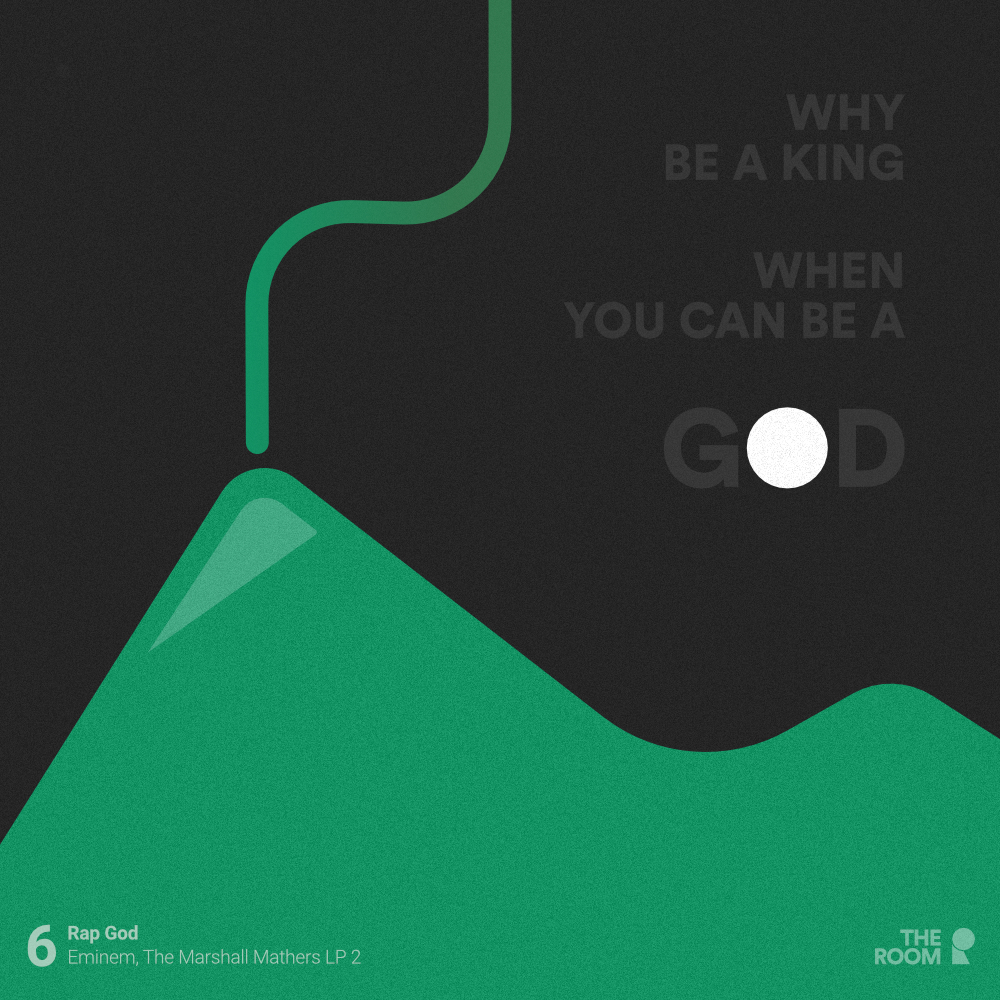 WHY
BE A KING
WHEN
YOU CAN BE A
GOD
6
Rap God
Eminem, The Marshall Mathers LP 2
THE
ROOM